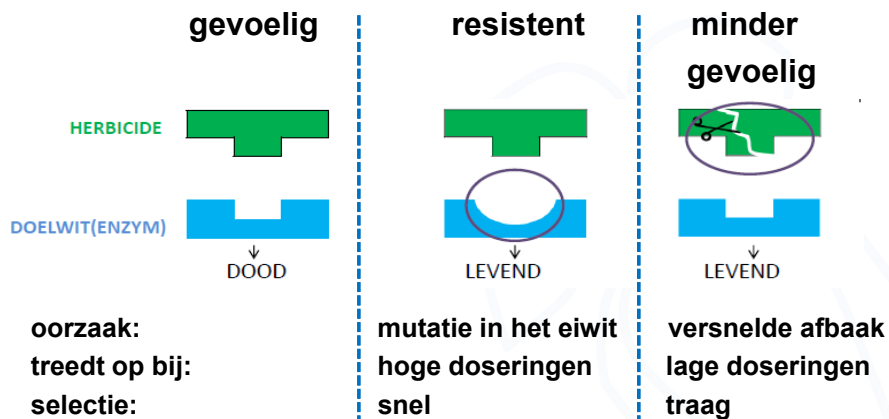 gevoelig
resistent
minder
gevoelig
HERBICIDE
DOELWIT(ENZYM)
DOOD
LEVEND
LEVEND
oorzaak: mutatie in het eiwit versnelde afbaak
treedt op bij: hoge doseringen lage doseringen
selectie: snel traag